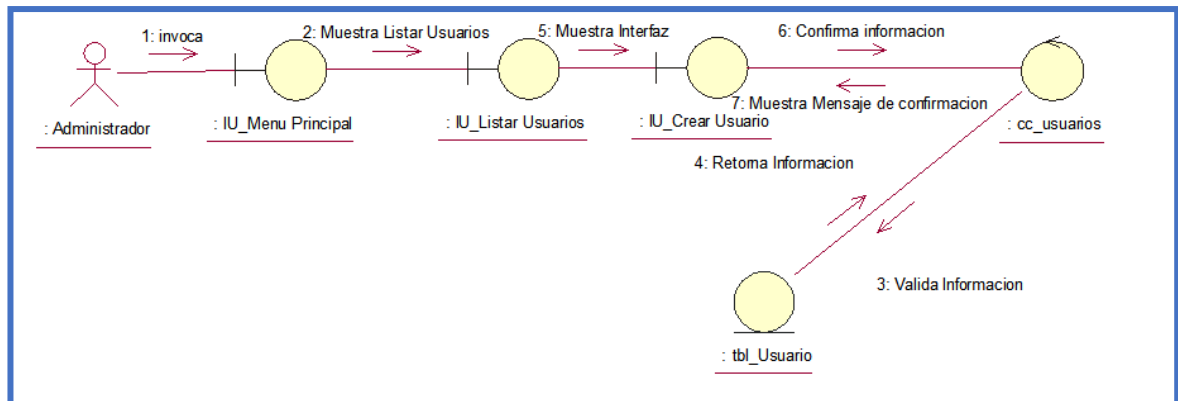 1: invoca
2: Muestra Listar Usuarios
5: Muestra Interfaz
6: Confirma informacion
7: Muestra Mensaje de confirmacion
: Administrador
: IU_Menu Principal
: IU_Listar Usuarios
: IU_Crear Usuario
: cc_usuarios
4: Retorna Informacion
3: Valida Informacion
: tbl_Usuario